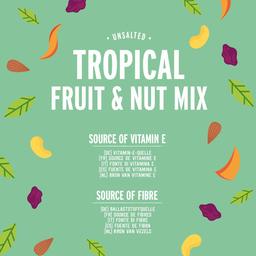 • UNSALTED •
TROPICAL
FRUIT & NUT MIX
SOURCE OF VITAMIN E
[DE] VITAMIN-E-QUELLE
[FR] SOURCE DE VITAMINE E
[IT] FONTE DI VITAMINA E
[ES] FUENTE DE VITAMINA E
[NL] BRON VAN VITAMINE E
SOURCE OF FIBRE
[DE] BALLASTSTOFFQUELLE
[FR] SOURCE DE FIBRES
[IT] FONTE DI FIBRE
[ES] FUENTE DE FIBRA
[NL] BRON VAN VEZELS